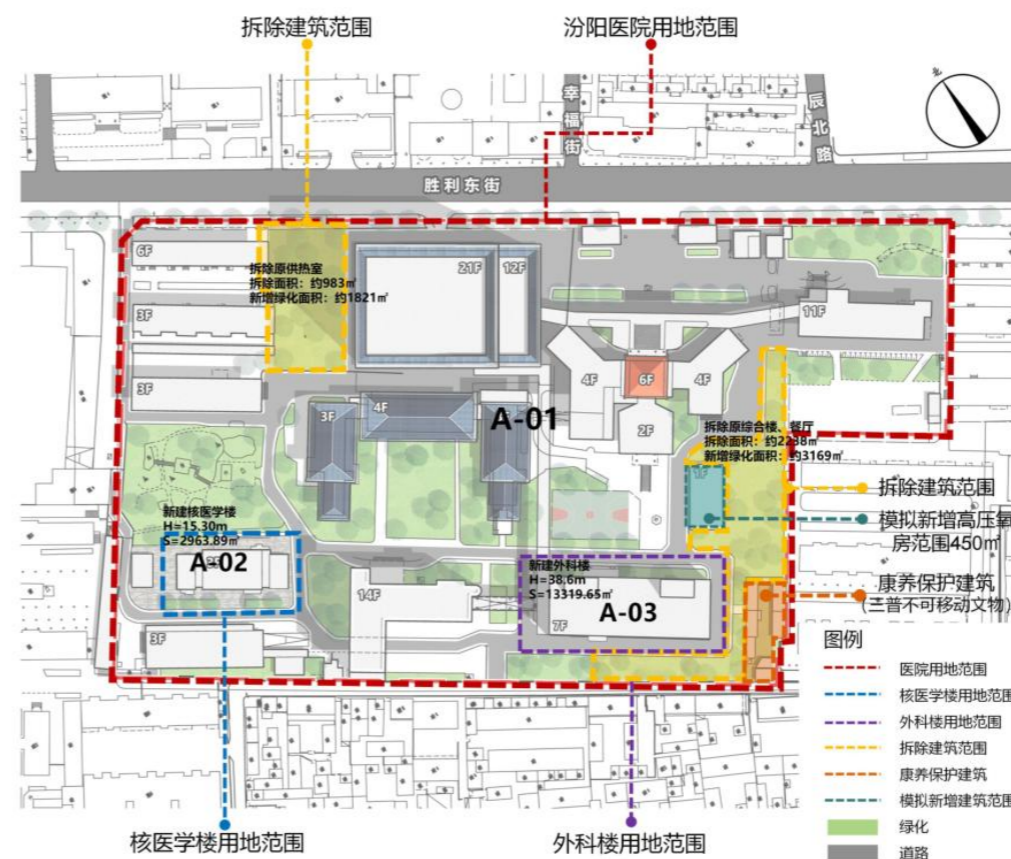 拆除建筑范围
汾阳医院用地范围
北
幸福街
辰北路
胜利东街
6F
拆除原供热室
拆除面积：约983㎡
新增绿化面积：约1821㎡
21F
12F
3F
11F
3F
4F
6F
4F
3F
4F
A-01
2F
拆除原综合楼、餐厅
拆除面积：约2238㎡
新增绿化面积：约3169㎡
1F
拆除建筑范围
模拟新增高压氧
房范围450㎡
新建核医学楼
H=15.30m
S=2963.89㎡
A-02
新建外科楼
H=38.6m
S=13319.65㎡
A-03
14F
7F
3F
康养保护建筑
（三普不可移动文物）
图例
医院用地范围
核医学楼用地范围
外科楼用地范围
拆除建筑范围
康养保护建筑
模拟新增建筑范围
绿化
道路
核医学楼用地范围
外科楼用地范围